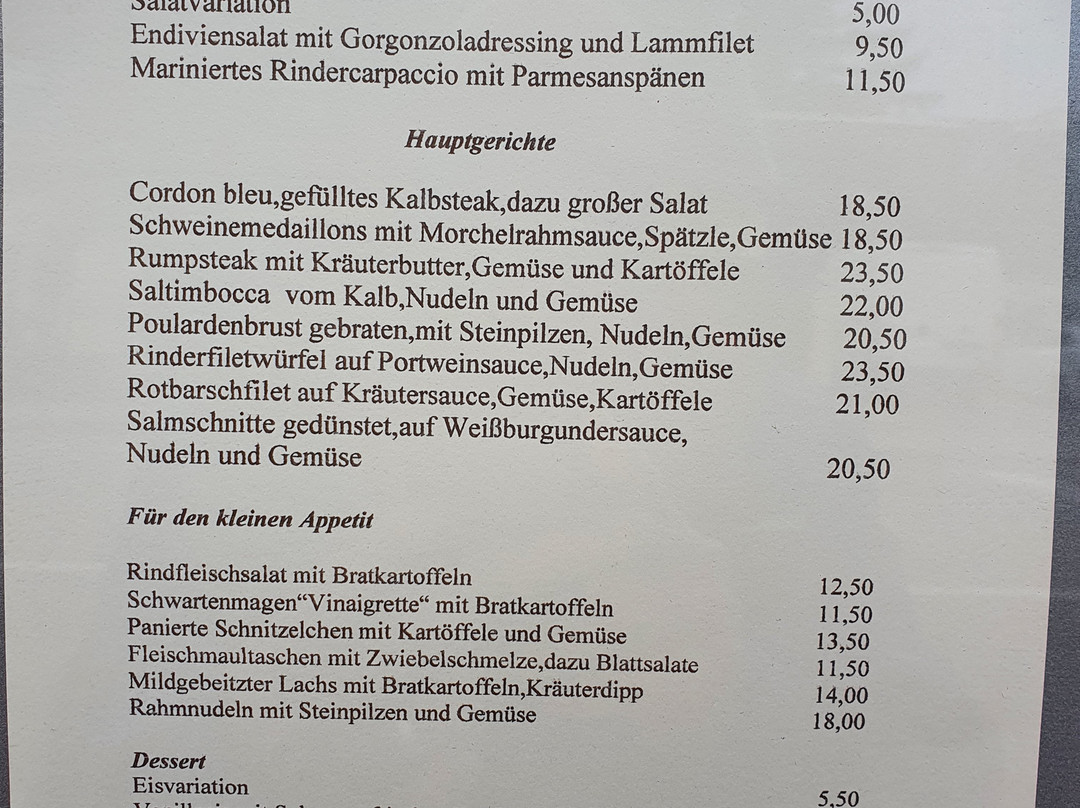 Salatvariation 5,00
Endiviensalat mit Gorgonzoladressing und Lammfilet 9,50
Mariniertes Rindercarpaccio mit Parmesanspänen 11,50
Hauptgerichte
Cordon bleu,gefülltes Kalbsteak,dazu großer Salat 18,50
Schweinemedaillons mit Morchelrahmsauce,Spätzle,Gemüse 18,50
Rumpsteak mit Kräuterbutter,Gemüse und Kartöffele 23,50
Saltimbocca vom Kalb,Nudeln und Gemüse 22,00
Poulardenbrust gebraten,mit Steinpilzen, Nudeln,Gemüse 20,50
Rinderfiletwürfel auf Portweinsauce,Nudeln,Gemüse 23,50
Rotbarschfilet auf Kräutersauce,Gemüse,Kartöffele 21,00
Salmschnitte gedünstet,auf Weißburgundersauce,
Nudeln und Gemüse 20,50
Für den kleinen Appetit
Rindfleischsalat mit Bratkartoffeln 12,50
Schwartenmagen“Vinaigrette“ mit Bratkartoffeln 11,50
Panierte Schnitzelchen mit Kartöffele und Gemüse 13,50
Fleischmaultaschen mit Zwiebelschmelze,dazu Blattsalate 11,50
Mildgebeitzter Lachs mit Bratkartoffeln,Kräuterdipp 14,00
Rahmnudeln mit Steinpilzen und Gemüse 18,00
Dessert
Eisvariation 5,50